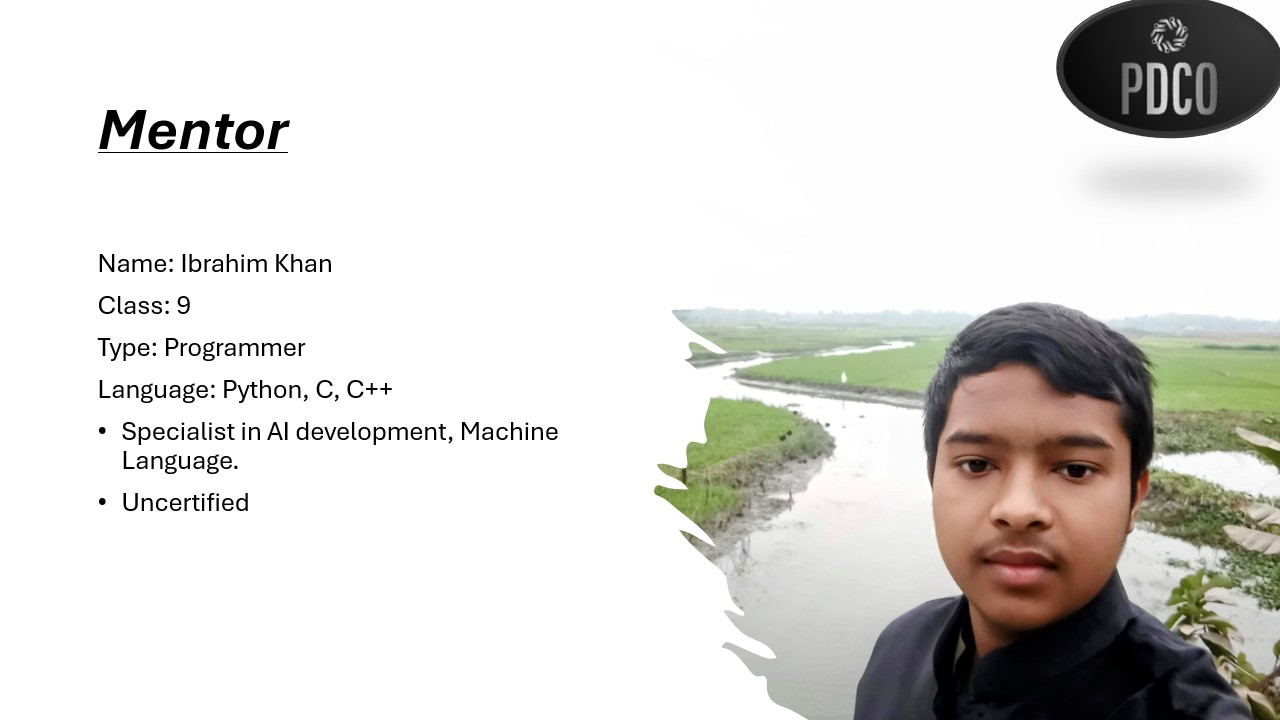 PDCO
Mentor
Name: Ibrahim Khan
Class: 9
Type: Programmer
Language: Python, C, C++
• Specialist in AI development, Machine
Language.
• Uncertified